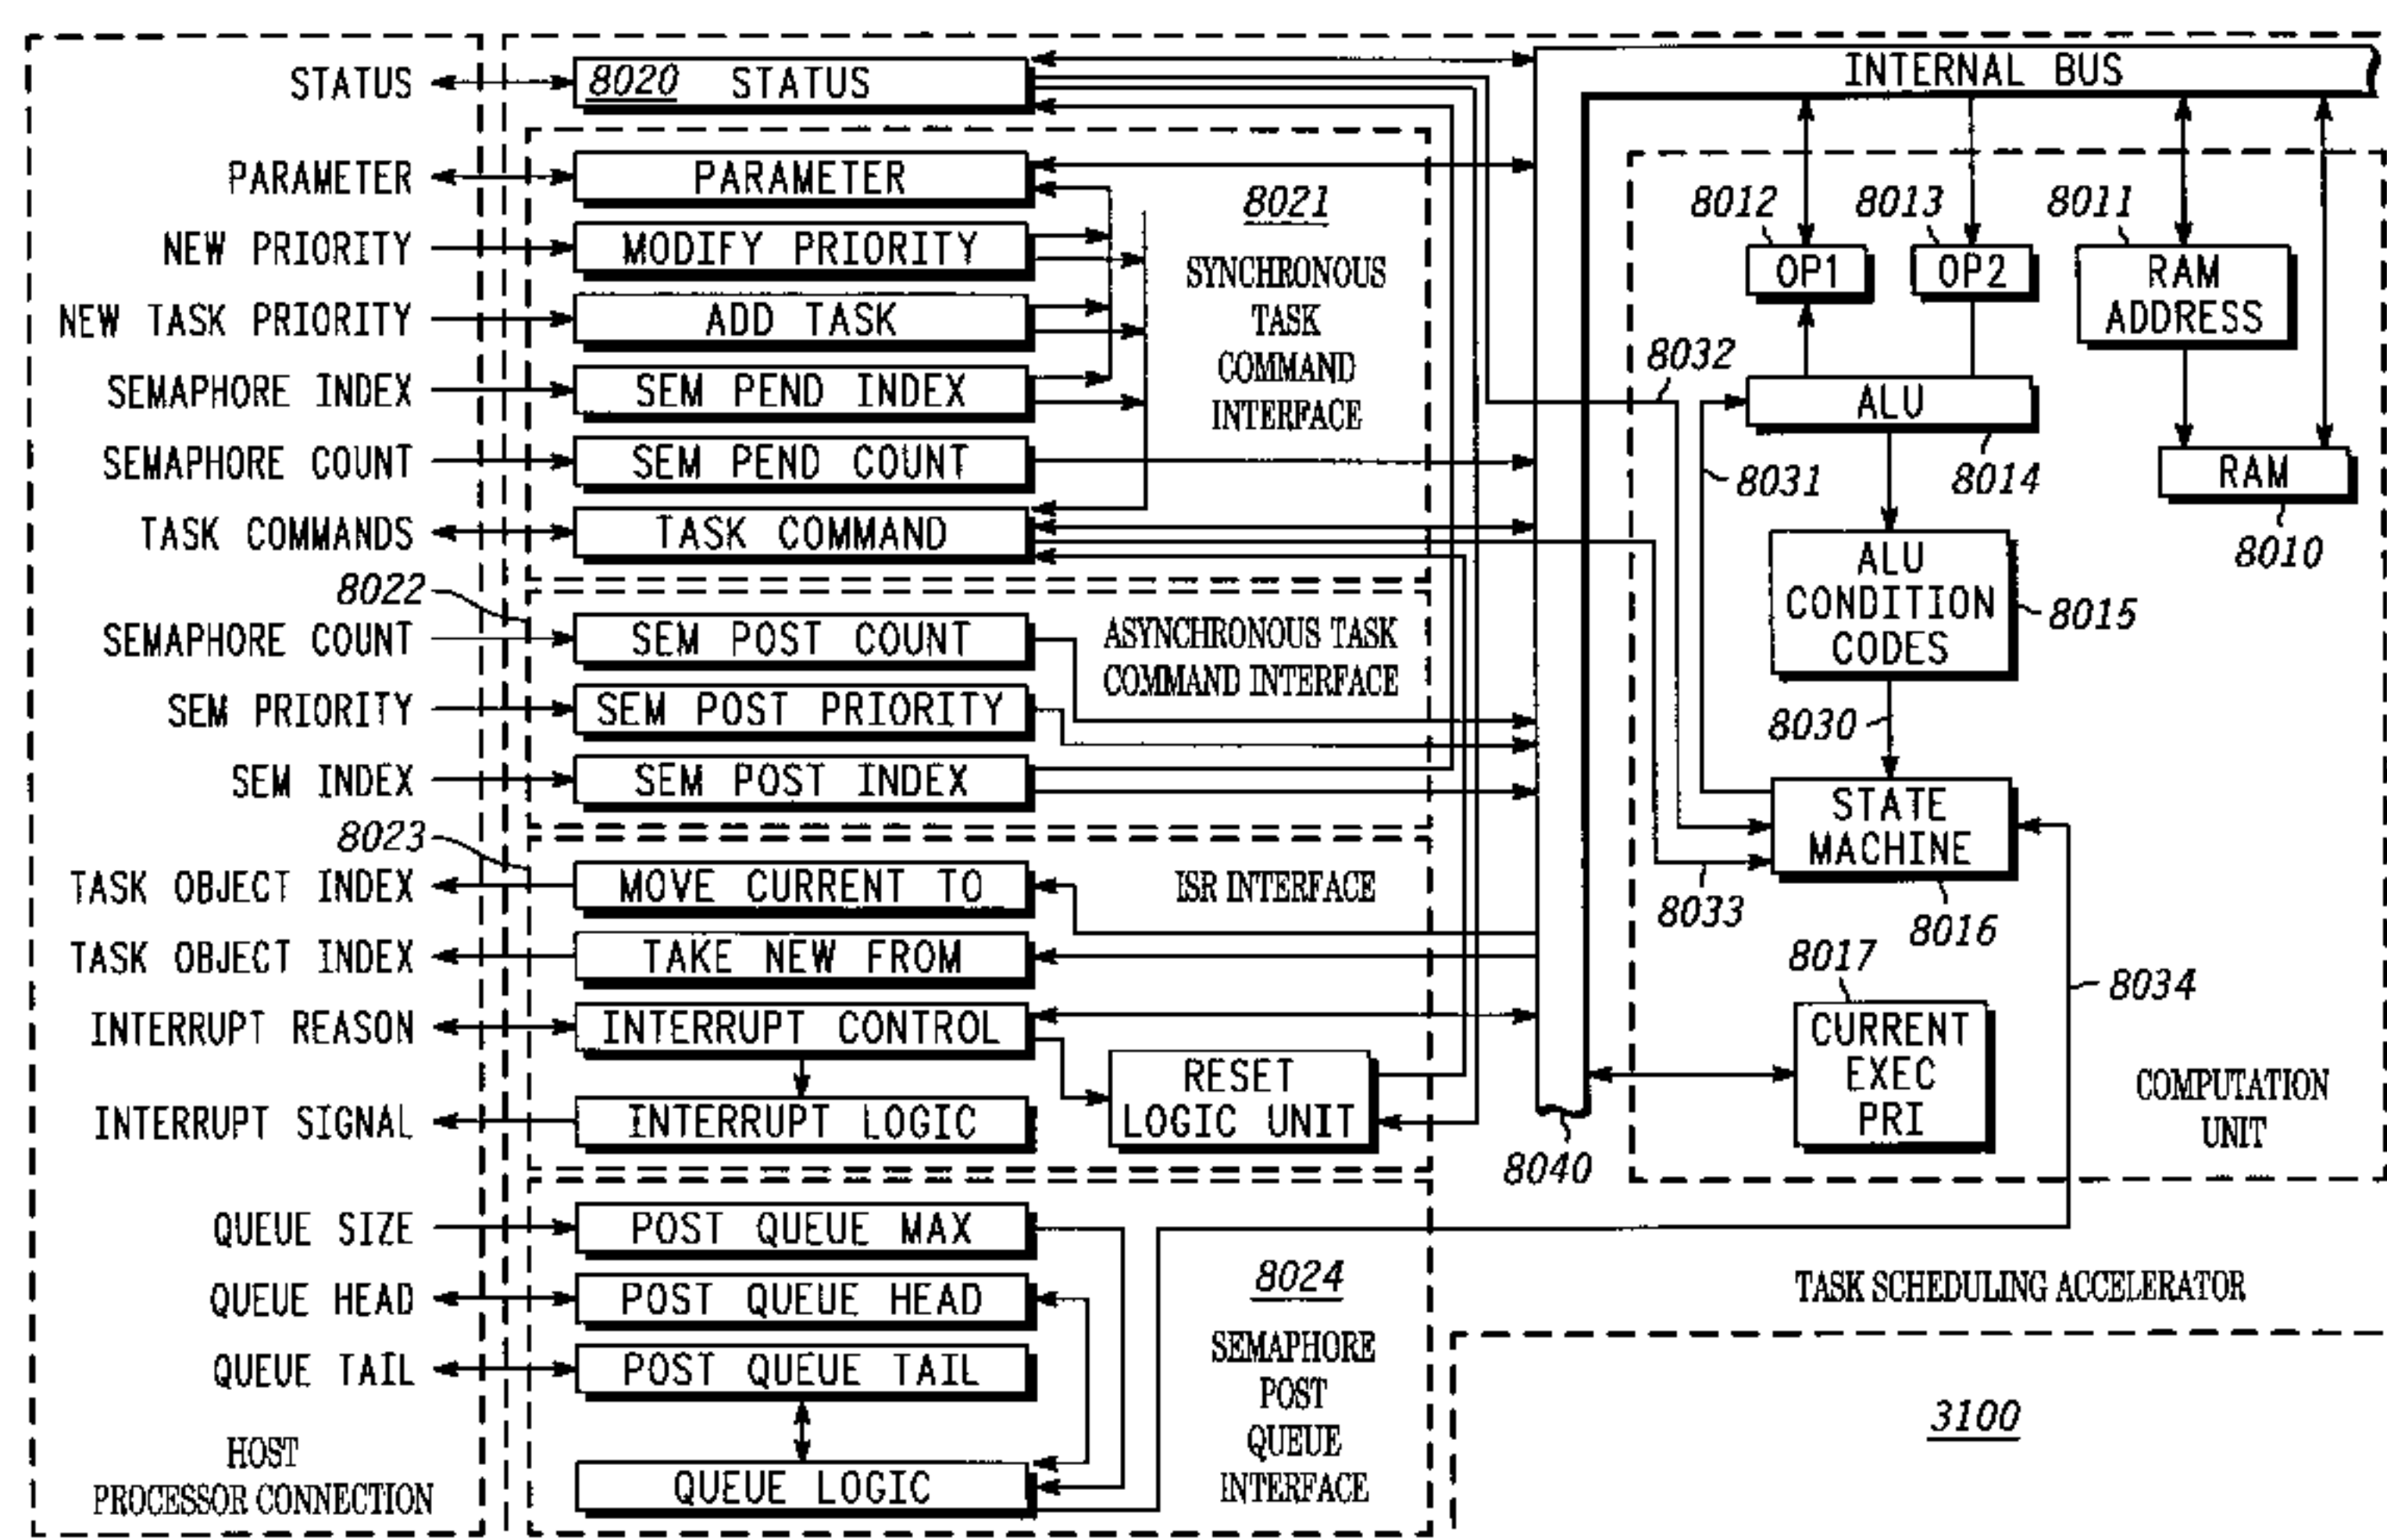 STATUS
8020 STATUS
INTERNAL BUS
PARAMETER
PARAMETER
8021
SYNCHRONOUS
TASK
COMMAND
INTERFACE
NEW PRIORITY
MODIFY PRIORITY
NEW TASK PRIORITY
ADD TASK
SEMAPHORE INDEX
SEM PEND INDEX
SEMAPHORE COUNT
SEM PEND COUNT
TASK COMMANDS
TASK COMMAND
8022
SEMAPHORE COUNT
SEM POST COUNT
ASYNCHRONOUS TASK
COMMAND INTERFACE
SEM PRIORITY
SEM POST PRIORITY
SEM INDEX
SEM POST INDEX
8023
TASK OBJECT INDEX
MOVE CURRENT TO
ISR INTERFACE
TASK OBJECT INDEX
TAKE NEW FROM
INTERRUPT REASON
INTERRUPT CONTROL
RESET
LOGIC UNIT
INTERRUPT SIGNAL
INTERRUPT LOGIC
QUEUE SIZE
POST QUEUE MAX
8024
SEMAPHORE
POST
QUEUE
INTERFACE
QUEUE HEAD
POST QUEUE HEAD
QUEUE TAIL
POST QUEUE TAIL
QUEUE LOGIC
HOST
PROCESSOR CONNECTION
8012
8013
8011
OP1
OP2
RAM
ADDRESS
8032
ALU
8031
8014
RAM
8010
ALU
CONDITION
CODES
8015
8030
STATE
MACHINE
8033
8016
8017
8034
CURRENT
EXEC
PRI
COMPUTATION
UNIT
8040
TASK SCHEDULING ACCELERATOR
3100